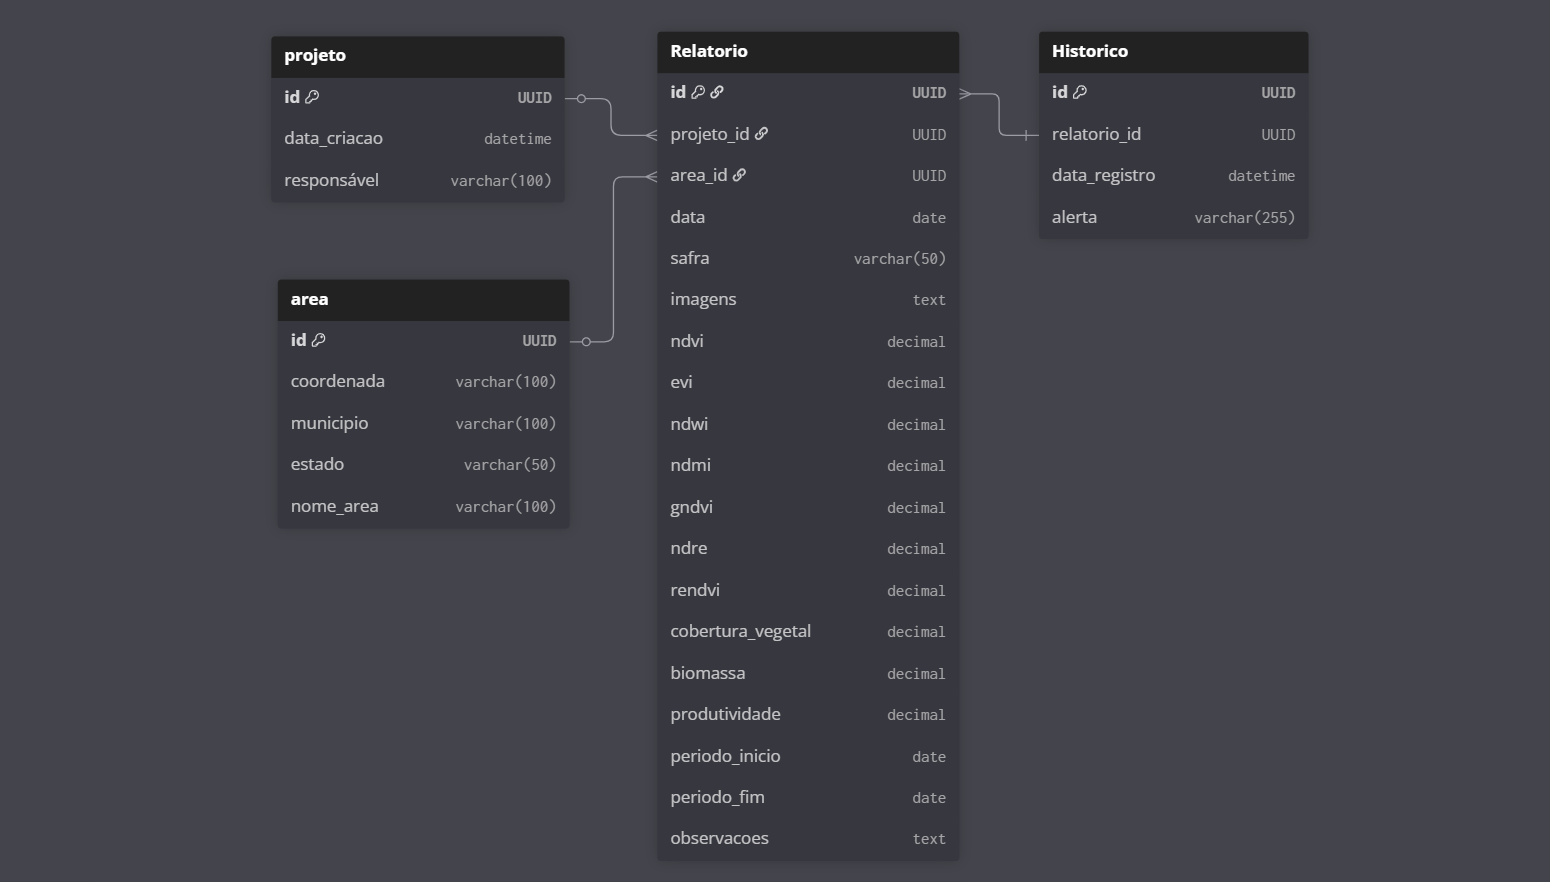 projeto
id UUID
data_criacao datetime
responsável varchar(100)
area
id UUID
coordenada varchar(100)
municipio varchar(100)
estado varchar(50)
nome_area varchar(100)
Relatorio
id UUID
projeto_id UUID
area_id UUID
data date
safra varchar(50)
imagens text
ndvi decimal
evi decimal
ndwi decimal
ndmi decimal
gndvi decimal
ndre decimal
rendvi decimal
cobertura_vegetal decimal
biomassa decimal
produtividade decimal
periodo_inicio date
periodo_fim date
observacoes text
Historico
id UUID
relatorio_id UUID
data_registro datetime
alerta varchar(255)